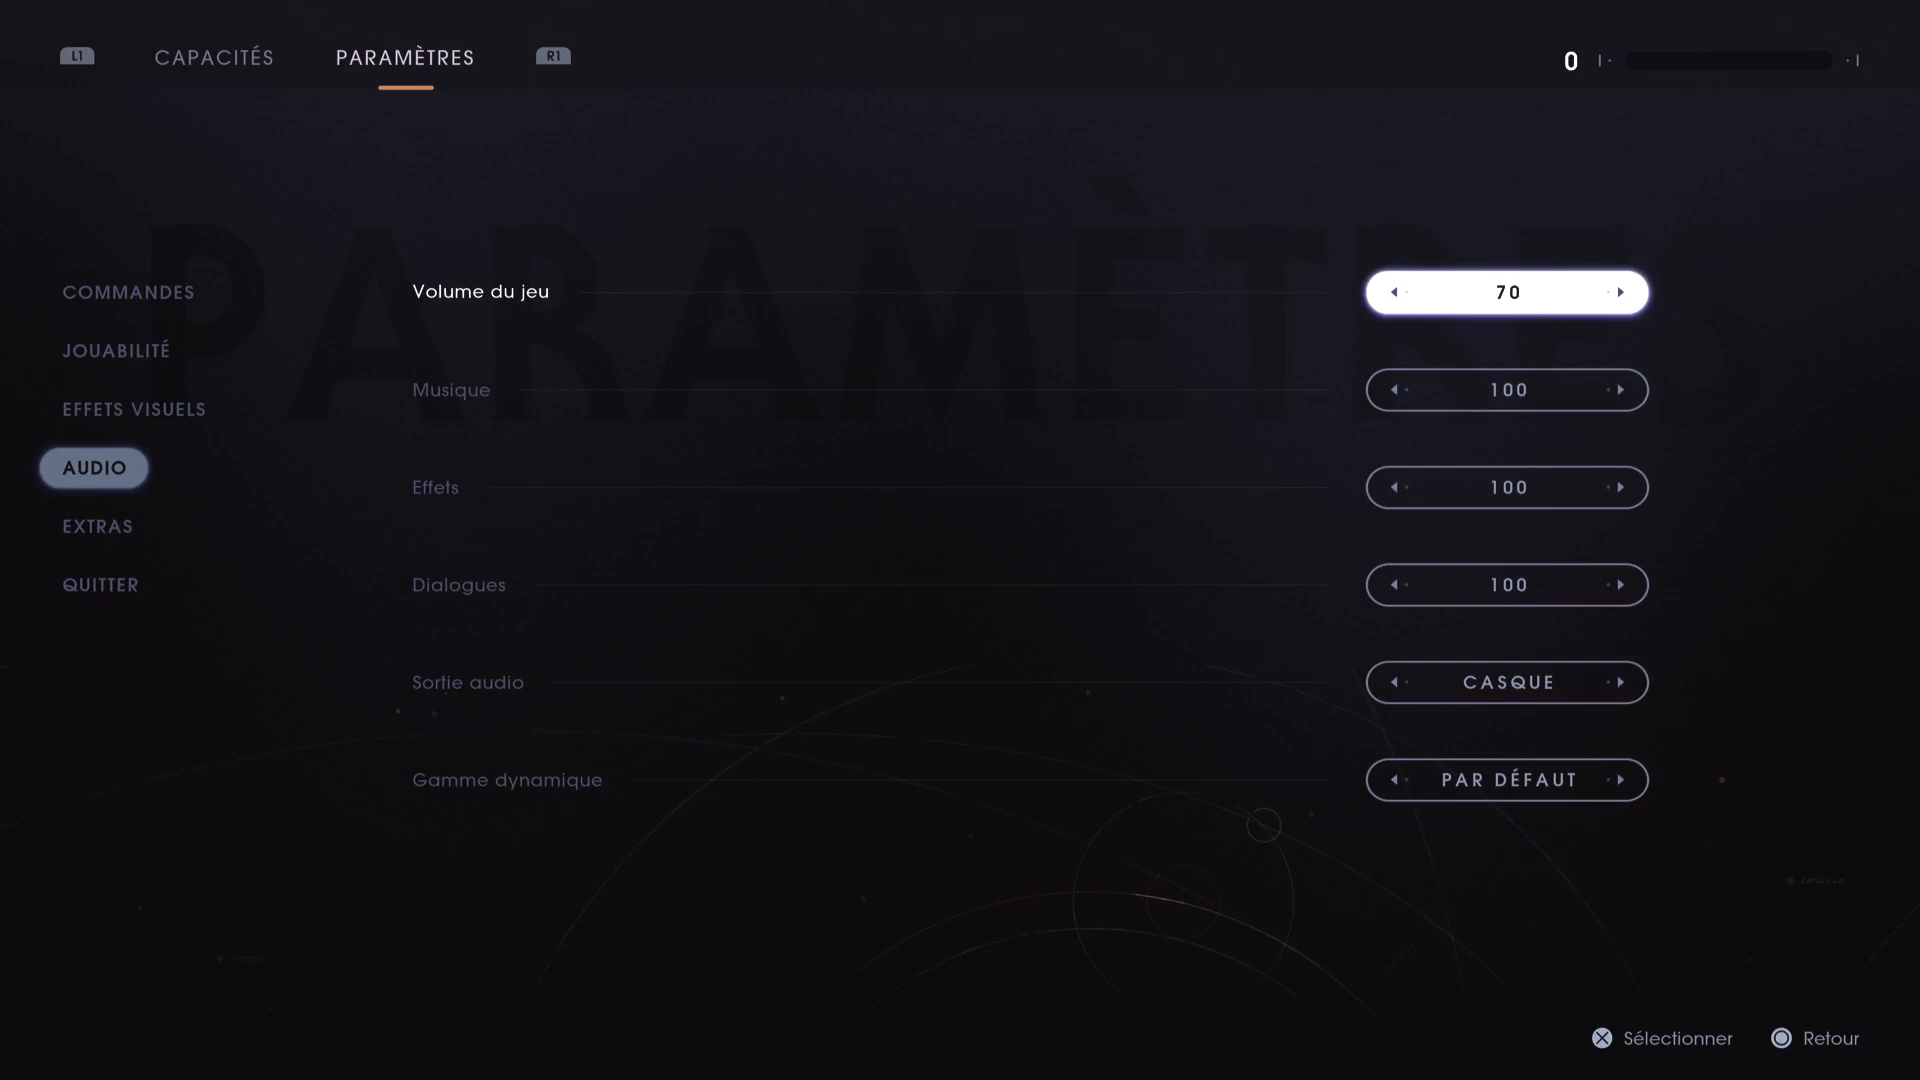 L1 CAPACITÉS PARAMÈTRES R1 0
PARAMÈTRES
COMMANDES
JOUABILITÉ
EFFETS VISUELS
AUDIO
EXTRAS
QUITTER
Volume du jeu 70
Musique 100
Effets 100
Dialogues 100
Sortie audio CASQUE
Gamme dynamique PAR DÉFAUT
Sélectionner Retour